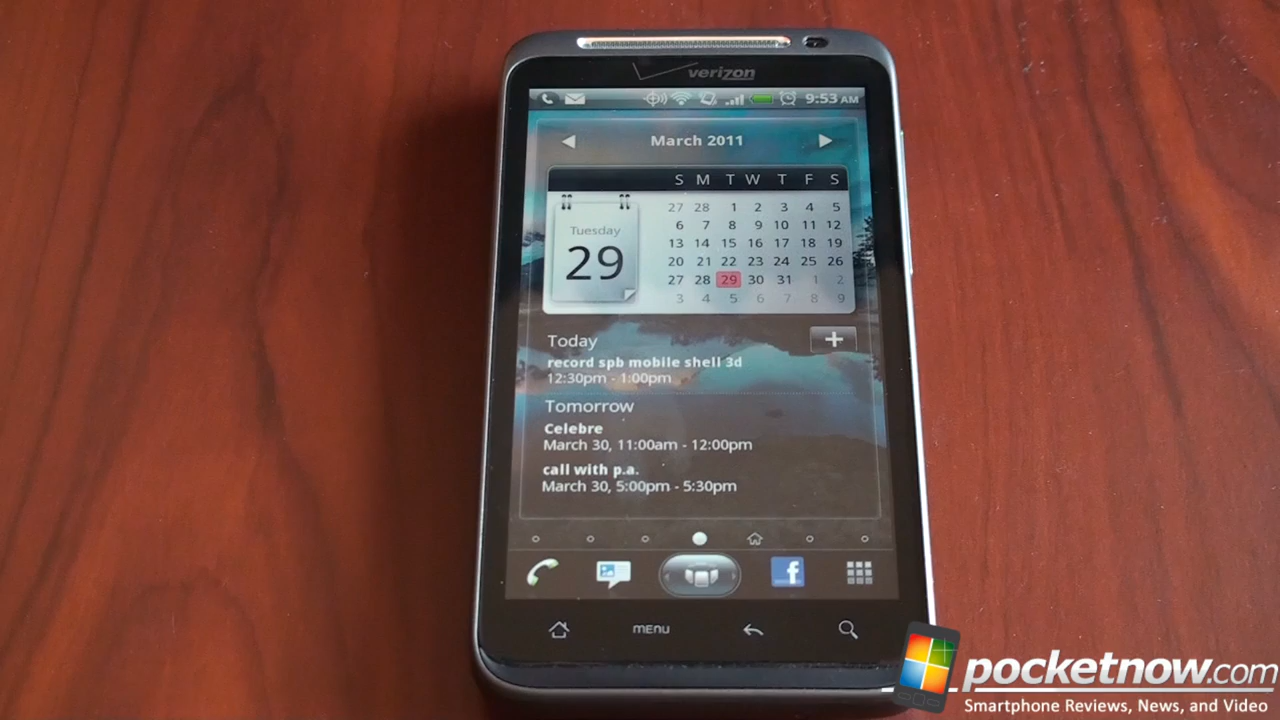 verizon
9:53 AM
March 2011
S M T W T F S
27 28 1 2 3 4 5
6 7 8 9 10 11 12
13 14 15 16 17 18 19
20 21 22 23 24 25 26
27 28 29 30 31 1 2
3 4 5 6 7 8 9
Tuesday
29
Today
record spb mobile shell 3d
12:30pm - 1:00pm
Tomorrow
Celebre
March 30, 11:00am - 12:00pm
call with p.a.
March 30, 5:00pm - 5:30pm
f
MENU
pocketnow.com
Smartphone Reviews, News, and Video